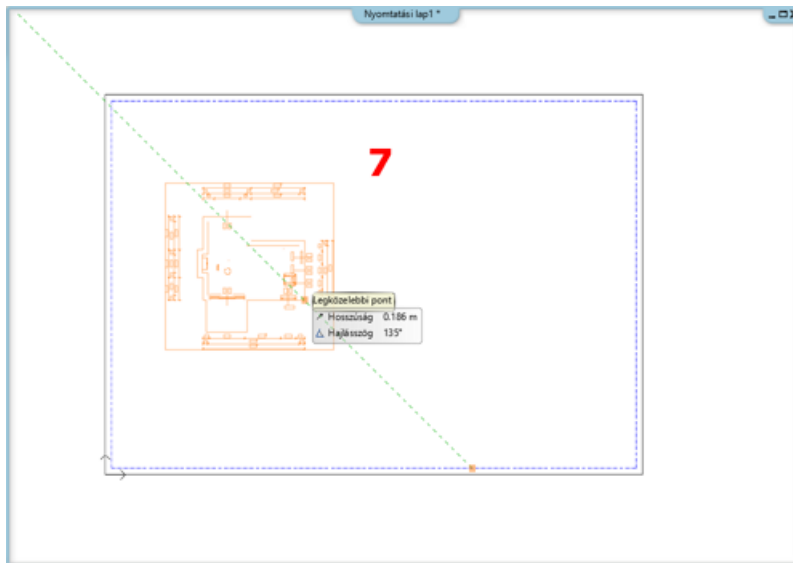 Nyomtatási lap1 *
7
Legközelebbi pont
Hosszúság 0.186 m
Hajlásszög 135°